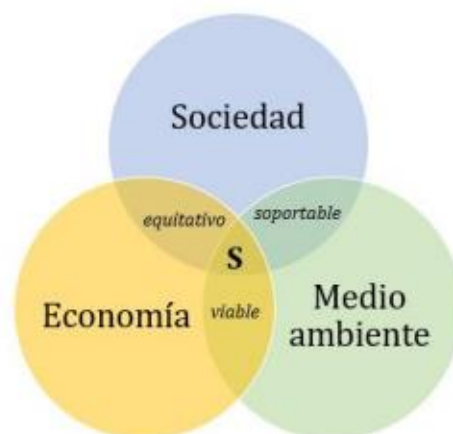 Sociedad
equitativo
soportable
S
Economía
viable
Medio
ambiente